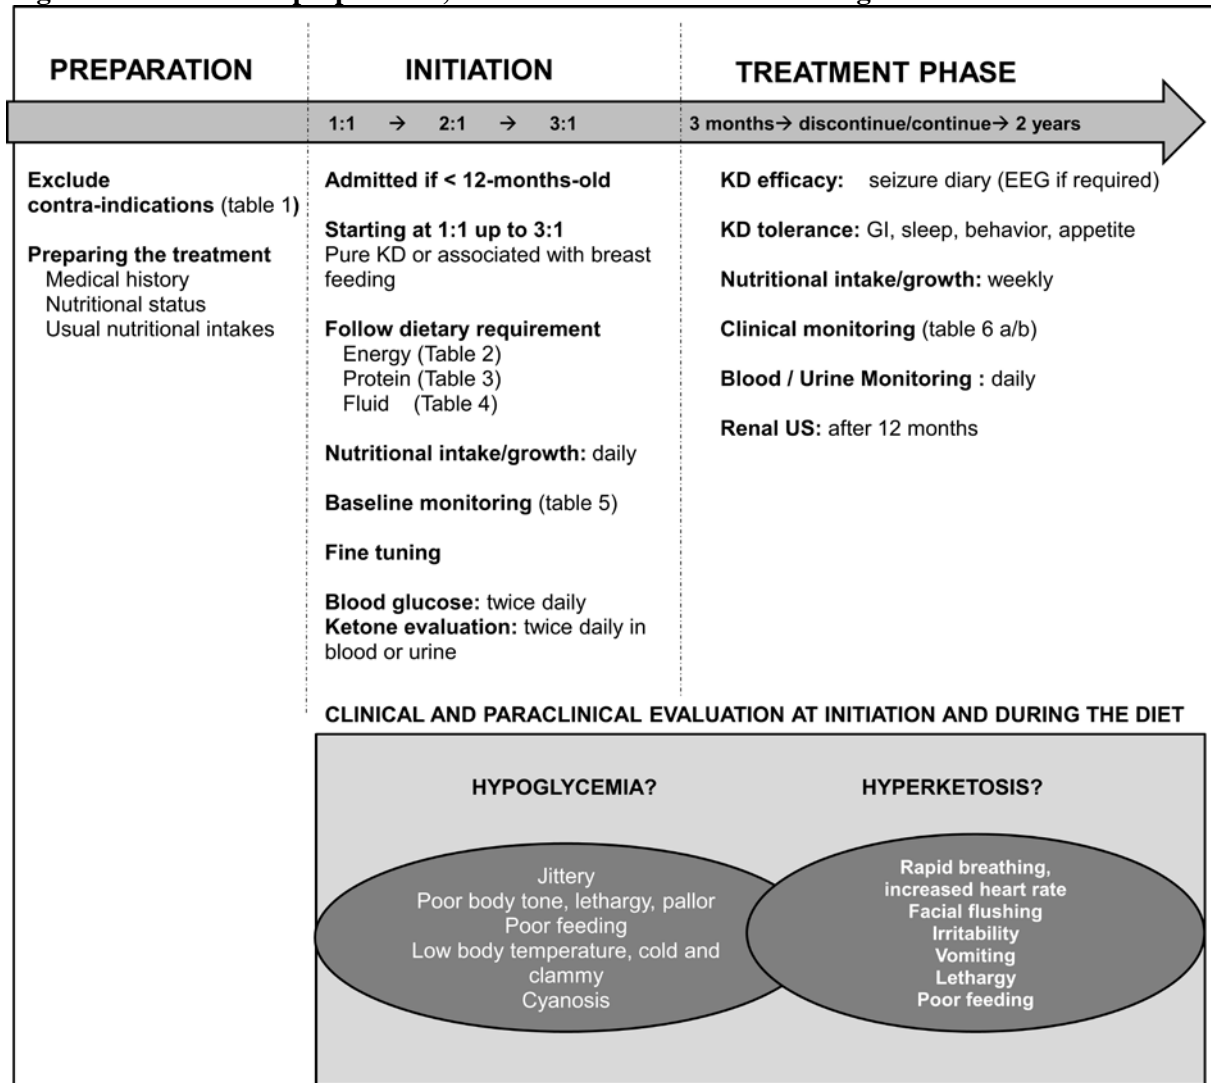 PREPARATION
INITIATION
TREATMENT PHASE
1:1 → 2:1 → 3:1
3 months→ discontinue/continue→ 2 years
Exclude
contra-indications (table 1)
Preparing the treatment
Medical history
Nutritional status
Usual nutritional intakes
Admitted if < 12-months-old
Starting at 1:1 up to 3:1
Pure KD or associated with breast
feeding
Follow dietary requirement
Energy (Table 2)
Protein (Table 3)
Fluid (Table 4)
Nutritional intake/growth: daily
Baseline monitoring (table 5)
Fine tuning
Blood glucose: twice daily
Ketone evaluation: twice daily in
blood or urine
KD efficacy: seizure diary (EEG if required)
KD tolerance: GI, sleep, behavior, appetite
Nutritional intake/growth: weekly
Clinical monitoring (table 6 a/b)
Blood / Urine Monitoring : daily
Renal US: after 12 months
CLINICAL AND PARACLINICAL EVALUATION AT INITIATION AND DURING THE DIET
HYPOGLYCEMIA?
Jittery
Poor body tone, lethargy, pallor
Poor feeding
Low body temperature, cold and
clammy
Cyanosis
HYPERKETOSIS?
Rapid breathing,
increased heart rate
Facial flushing
Irritability
Vomiting
Lethargy
Poor feeding